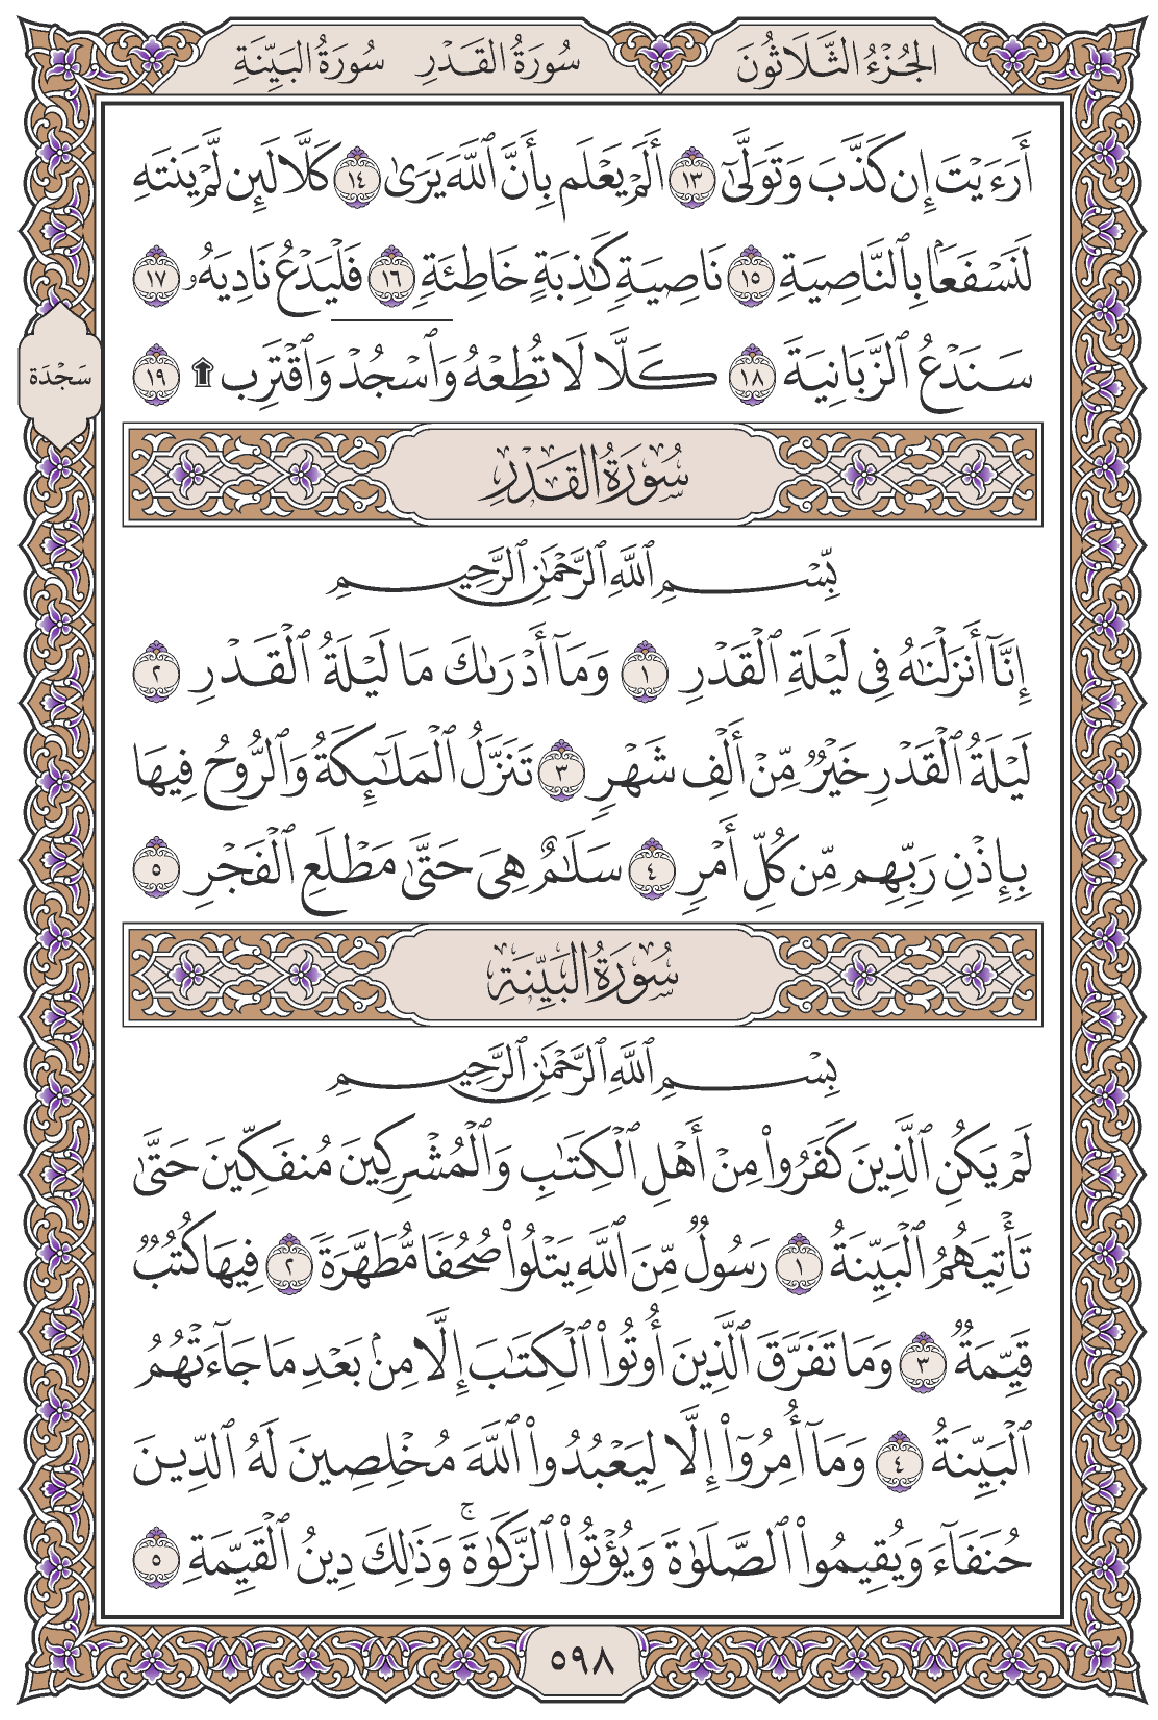 الجُزْءُ الثَّلَاثُونَ سُورَةُ القَدْرِ سُورَةُ البَيِّنَةِ
أَرَءَيْتَ إِن كَذَّبَ وَتَوَلَّىٰٓ ١٣ أَلَمْ يَعْلَم بِأَنَّ ٱللَّهَ يَرَىٰ ١٤ كَلَّا لَئِن لَّمْ يَنتَهِ
لَنَسْفَعًۢا بِٱلنَّاصِيَةِ ١٥ نَاصِيَةٍ كَٰذِبَةٍ خَاطِئَةٍ ١٦ فَلْيَدْعُ نَادِيَهُۥ ١٧
سَنَدْعُ ٱلزَّبَانِيَةَ ١٨ كَلَّا لَا تُطِعْهُ وَٱسْجُدْ وَٱقْتَرِب ۩ ١٩
سَجْدَة
سُورَةُ القَدْرِ
بِّسْمِ ٱللَّهِ ٱلرَّحْمَٰنِ ٱلرَّحِيمِ
إِنَّآ أَنزَلْنَٰهُ فِى لَيْلَةِ ٱلْقَدْرِ ١ وَمَآ أَدْرَىٰكَ مَا لَيْلَةُ ٱلْقَدْرِ ٢
لَيْلَةُ ٱلْقَدْرِ خَيْرٌ مِّنْ أَلْفِ شَهْرٍ ٣ تَنَزَّلُ ٱلْمَلَٰٓئِكَةُ وَٱلرُّوحُ فِيهَا
بِإِذْنِ رَبِّهِم مِّن كُلِّ أَمْرٍ ٤ سَلَٰمٌ هِىَ حَتَّىٰ مَطْلَعِ ٱلْفَجْرِ ٥
سُورَةُ البَيِّنَةِ
بِسْمِ ٱللَّهِ ٱلرَّحْمَٰنِ ٱلرَّحِيمِ
لَمْ يَكُنِ ٱلَّذِينَ كَفَرُوا۟ مِنْ أَهْلِ ٱلْكِتَٰبِ وَٱلْمُشْرِكِينَ مُنفَكِّينَ حَتَّىٰ
تَأْتِيَهُمُ ٱلْبَيِّنَةُ ١ رَسُولٌ مِّنَ ٱللَّهِ يَتْلُوا۟ صُحُفًا مُّطَهَّرَةً ٢ فِيهَا كُتُبٌ
قَيِّمَةٌ ٣ وَمَا تَفَرَّقَ ٱلَّذِينَ أُوتُوا۟ ٱلْكِتَٰبَ إِلَّا مِنۢ بَعْدِ مَا جَآءَتْهُمُ
ٱلْبَيِّنَةُ ٤ وَمَآ أُمِرُوٓا۟ إِلَّا لِيَعْبُدُوا۟ ٱللَّهَ مُخْلِصِينَ لَهُ ٱلدِّينَ
حُنَفَآءَ وَيُقِيمُوا۟ ٱلصَّلَوٰةَ وَيُؤْتُوا۟ ٱلزَّكَوٰةَ ۚ وَذَٰلِكَ دِينُ ٱلْقَيِّمَةِ ٥
٥٩٨